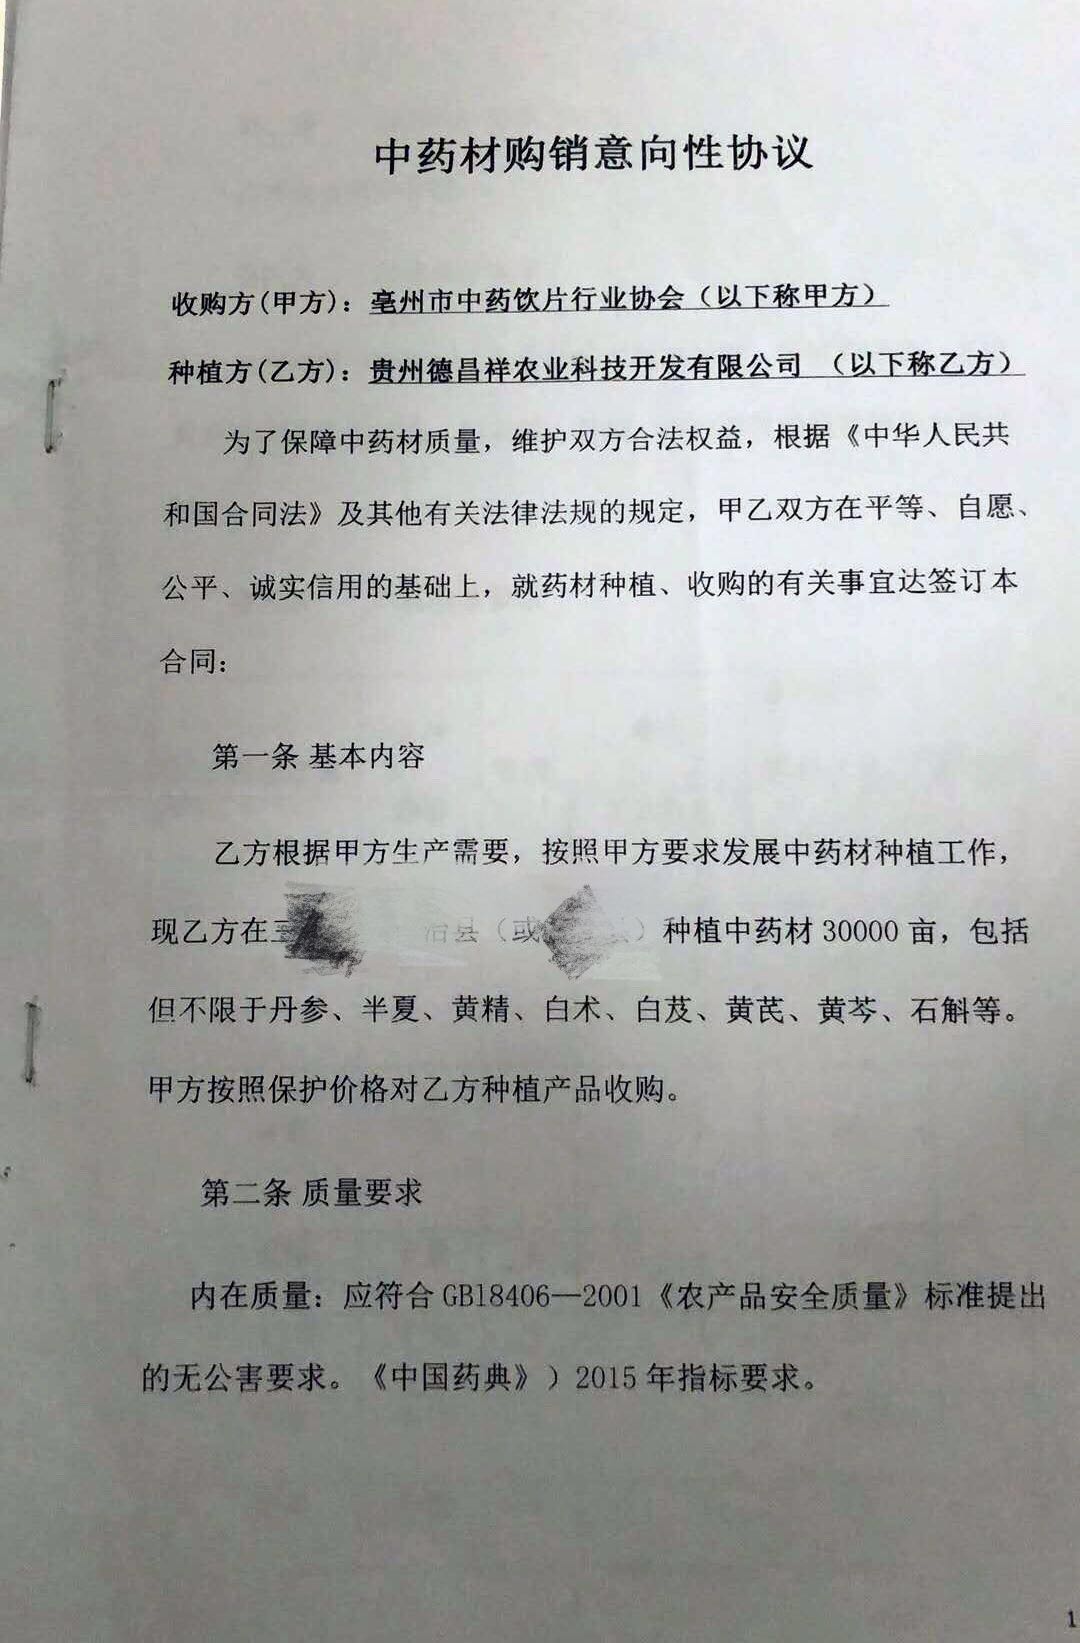 中药材购销意向性协议
收购方(甲方)：亳州市中药饮片行业协会（以下称甲方）
种植方(乙方)：贵州德昌祥农业科技开发有限公司 （以下称乙方）
为了保障中药材质量，维护双方合法权益，根据《中华人民共
和国合同法》及其他有关法律法规的规定，甲乙双方在平等、自愿、
公平、诚实信用的基础上，就药材种植、收购的有关事宜达签订本
合同：
第一条 基本内容
乙方根据甲方生产需要，按照甲方要求发展中药材种植工作，
现乙方在 治县（或 ）种植中药材 30000 亩，包括
但不限于丹参、半夏、黄精、白术、白芨、黄芪、黄芩、石斛等。
甲方按照保护价格对乙方种植产品收购。
第二条 质量要求
内在质量：应符合 GB18406—2001《农产品安全质量》标准提出
的无公害要求。《中国药典》）2015 年指标要求。
1